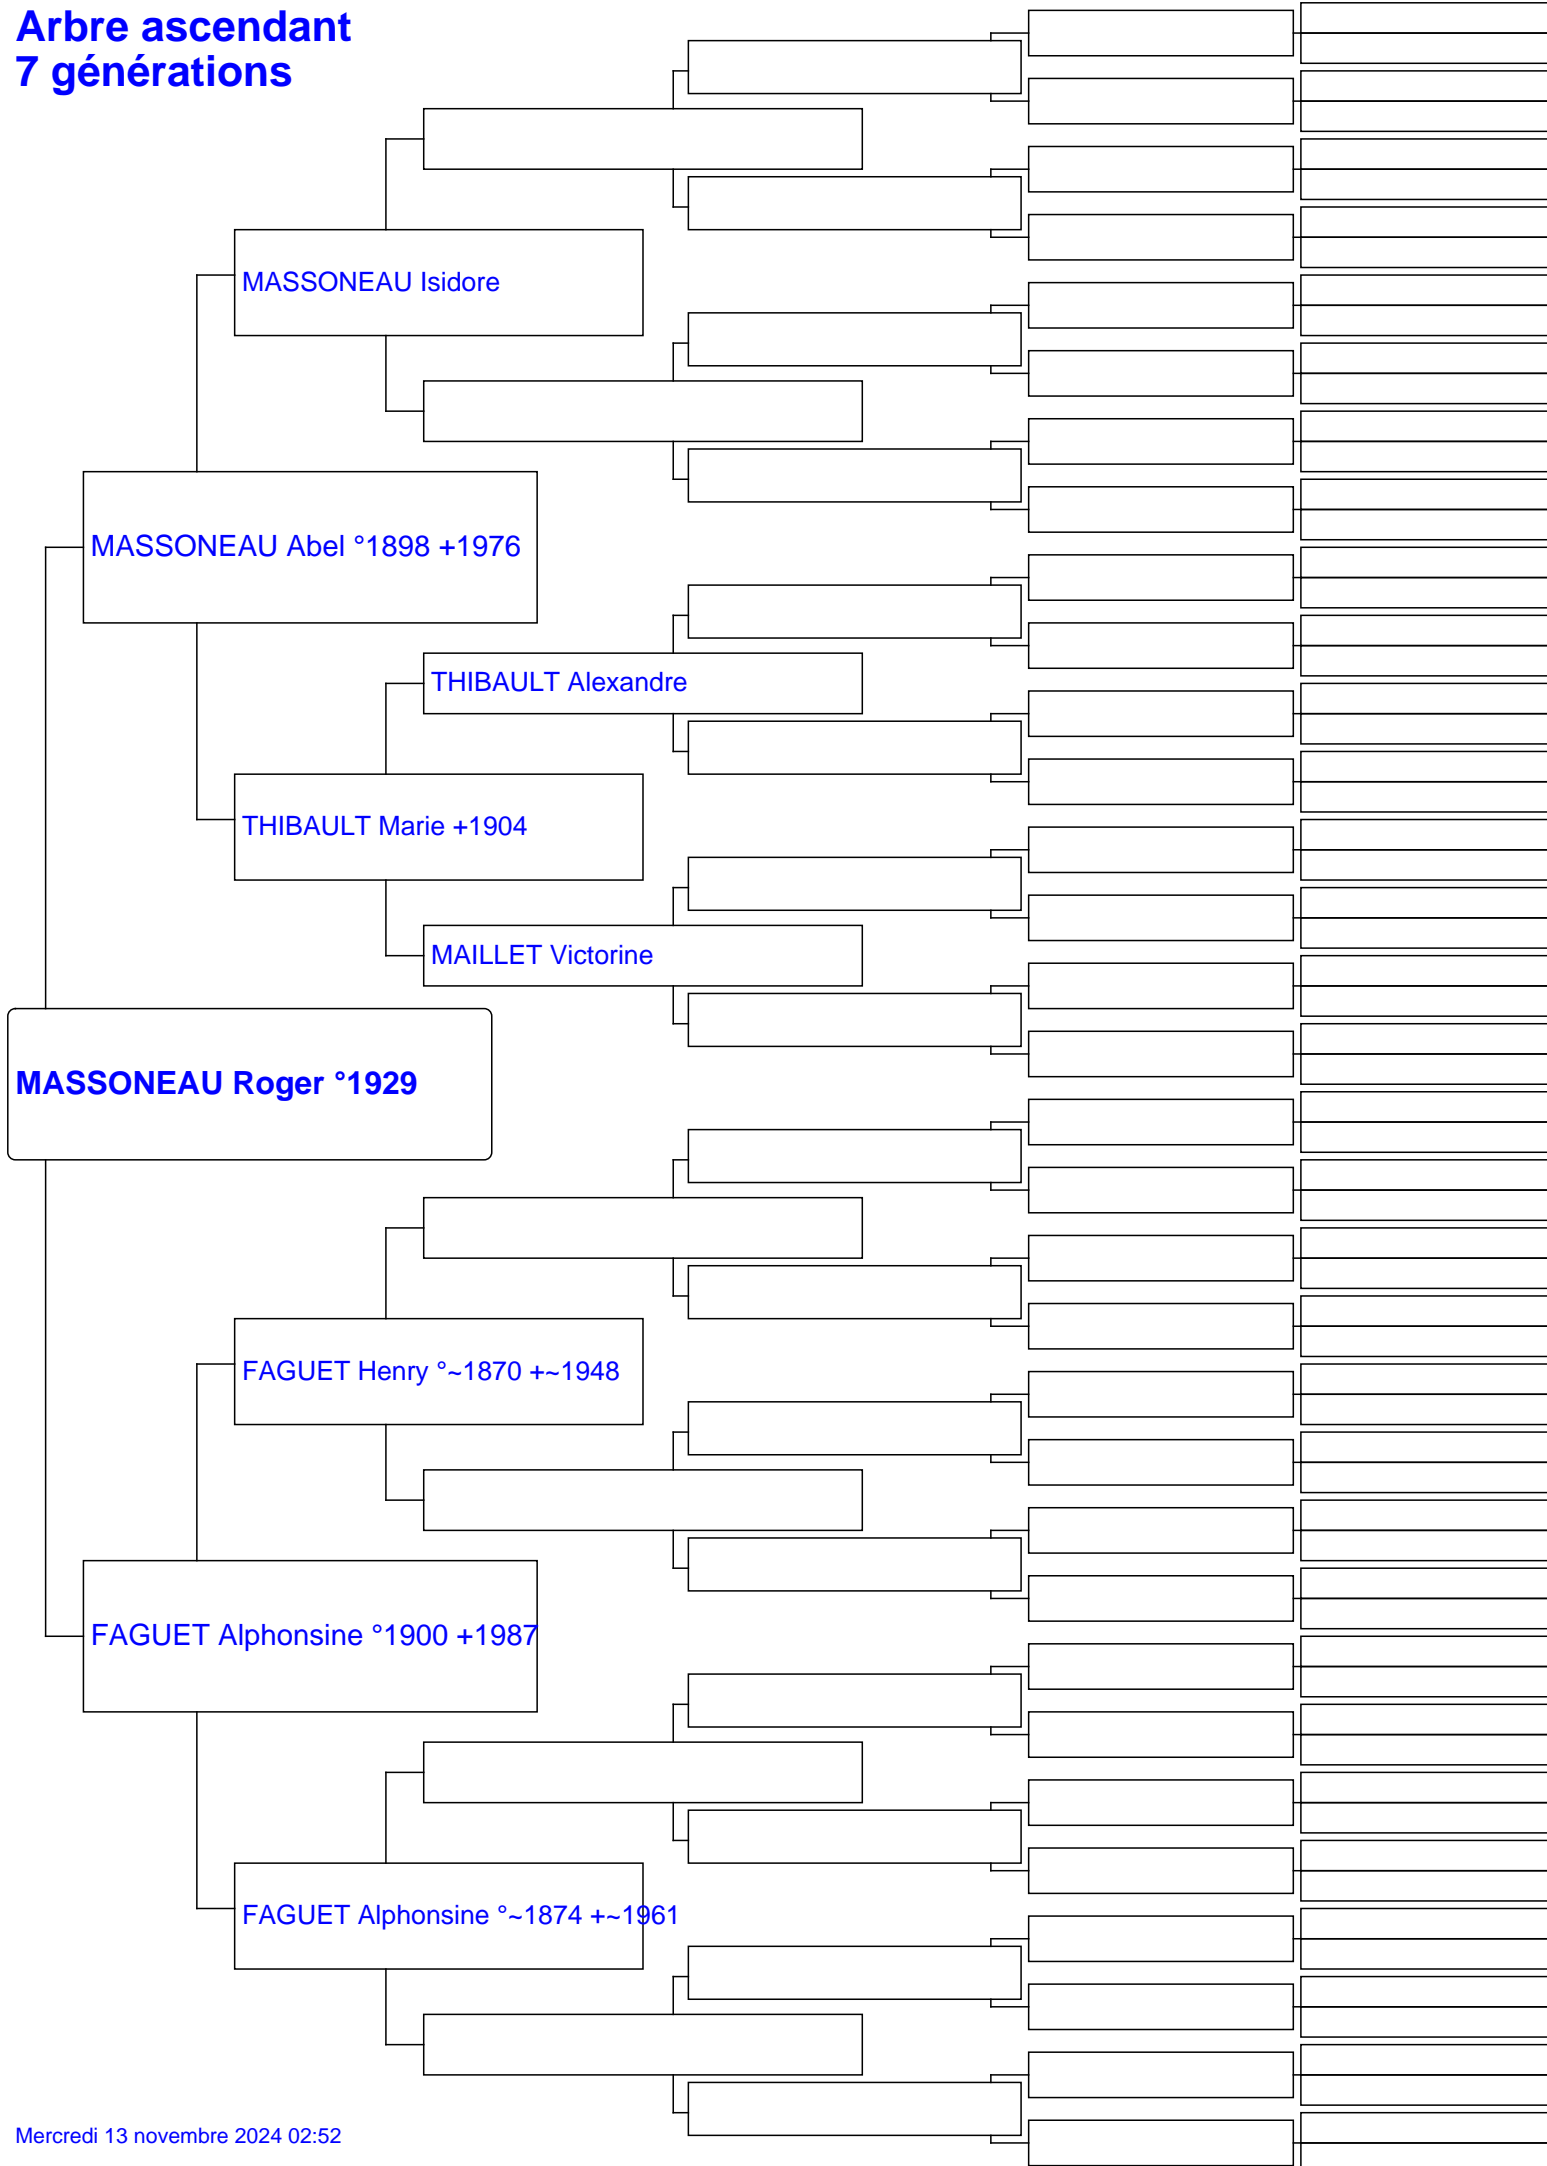 Arbre ascendant
7 générations
MASSONEAU Isidore
MASSONEAU Abel °1898 +1976
THIBAULT Alexandre
THIBAULT Marie +1904
MAILLET Victorine
MASSONEAU Roger °1929
FAGUET Henry °~1870 +~1948
FAGUET Alphonsine °1900 +1987
FAGUET Alphonsine °~1874 +~1961
Mercredi 13 novembre 2024 02:52